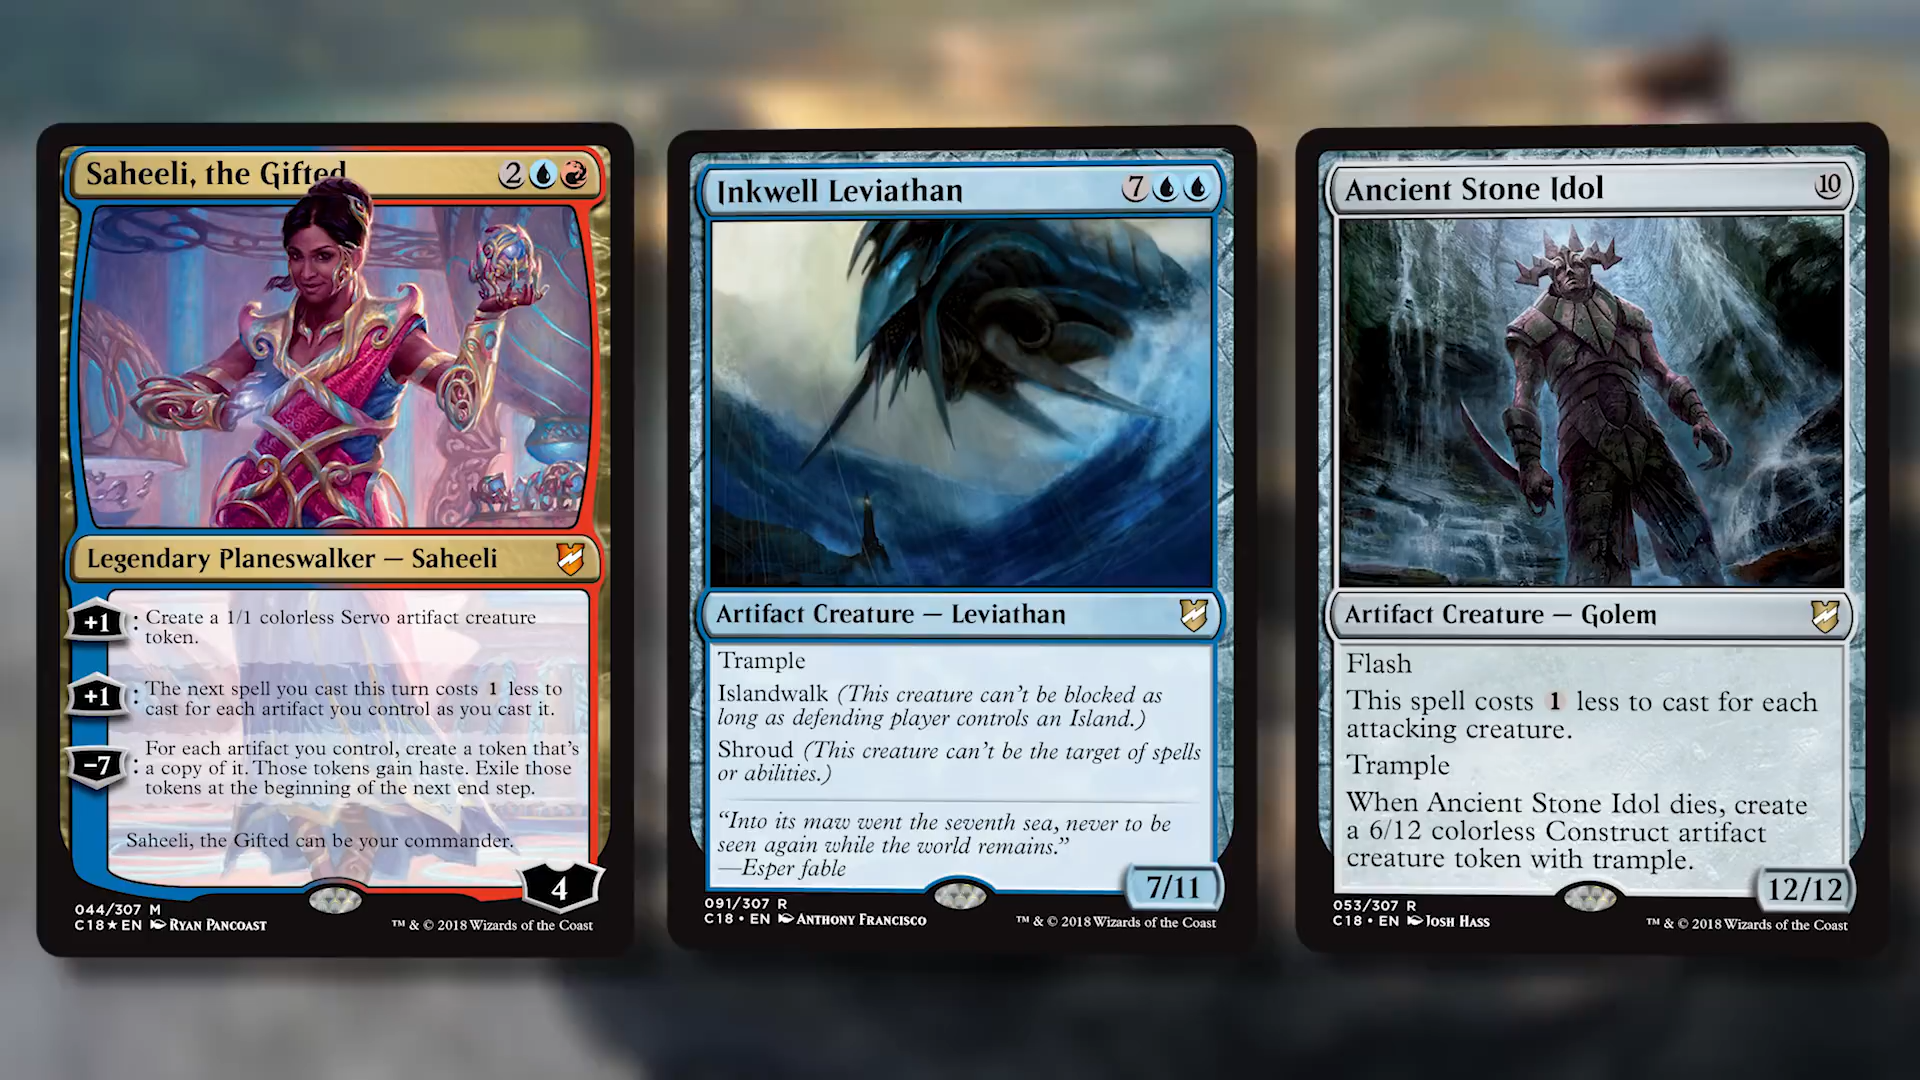 Saheeli, the Gifted 2
Legendary Planeswalker — Saheeli
+1 : Create a 1/1 colorless Servo artifact creature
token.
+1 : The next spell you cast this turn costs 1 less to
cast for each artifact you control as you cast it.
−7 : For each artifact you control, create a token that's
a copy of it. Those tokens gain haste. Exile those
tokens at the beginning of the next end step.
Saheeli, the Gifted can be your commander.
4
044/307 M
C18★EN RYAN PANCOAST
™ & © 2018 Wizards of the Coast
Inkwell Leviathan 7
Artifact Creature — Leviathan
Trample
Islandwalk (This creature can't be blocked as
long as defending player controls an Island.)
Shroud (This creature can't be the target of spells
or abilities.)
“Into its maw went the seventh sea, never to be
seen again while the world remains.”
—Esper fable
7/11
091/307 R
C18 • EN ANTHONY FRANCISCO
™ & © 2018 Wizards of the Coast
Ancient Stone Idol 10
Artifact Creature — Golem
Flash
This spell costs 1 less to cast for each
attacking creature.
Trample
When Ancient Stone Idol dies, create
a 6/12 colorless Construct artifact
creature token with trample.
12/12
053/307 R
C18 • EN JOSH HASS
™ & © 2018 Wizards of the Coast